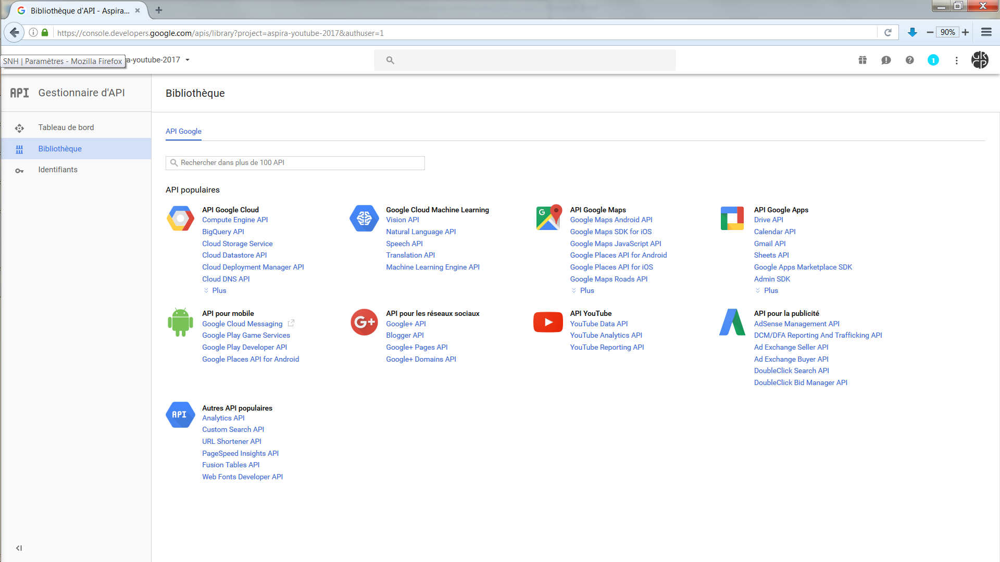 Bibliothèque d'API - Aspira...
https://console.developers.google.com/apis/library?project=aspira-youtube-2017&authuser=1
90%
SNH | Paramètres - Mozilla Firefox
a-youtube-2017
1
GRCP
API Gestionnaire d'API
Bibliothèque
Tableau de bord
Bibliothèque
Identifiants
API Google
Rechercher dans plus de 100 API
API populaires
API Google Cloud
Compute Engine API
BigQuery API
Cloud Storage Service
Cloud Datastore API
Cloud Deployment Manager API
Cloud DNS API
Plus
Google Cloud Machine Learning
Vision API
Natural Language API
Speech API
Translation API
Machine Learning Engine API
G
API Google Maps
Google Maps Android API
Google Maps SDK for iOS
Google Maps JavaScript API
Google Places API for Android
Google Places API for iOS
Google Maps Roads API
Plus
API Google Apps
Drive API
Calendar API
Gmail API
Sheets API
Google Apps Marketplace SDK
Admin SDK
Plus
API pour mobile
Google Cloud Messaging
Google Play Game Services
Google Play Developer API
Google Places API for Android
G+
API pour les réseaux sociaux
Google+ API
Blogger API
Google+ Pages API
Google+ Domains API
API YouTube
YouTube Data API
YouTube Analytics API
YouTube Reporting API
API pour la publicité
AdSense Management API
DCM/DFA Reporting And Trafficking API
Ad Exchange Seller API
Ad Exchange Buyer API
DoubleClick Search API
DoubleClick Bid Manager API
API
Autres API populaires
Analytics API
Custom Search API
URL Shortener API
PageSpeed Insights API
Fusion Tables API
Web Fonts Developer API